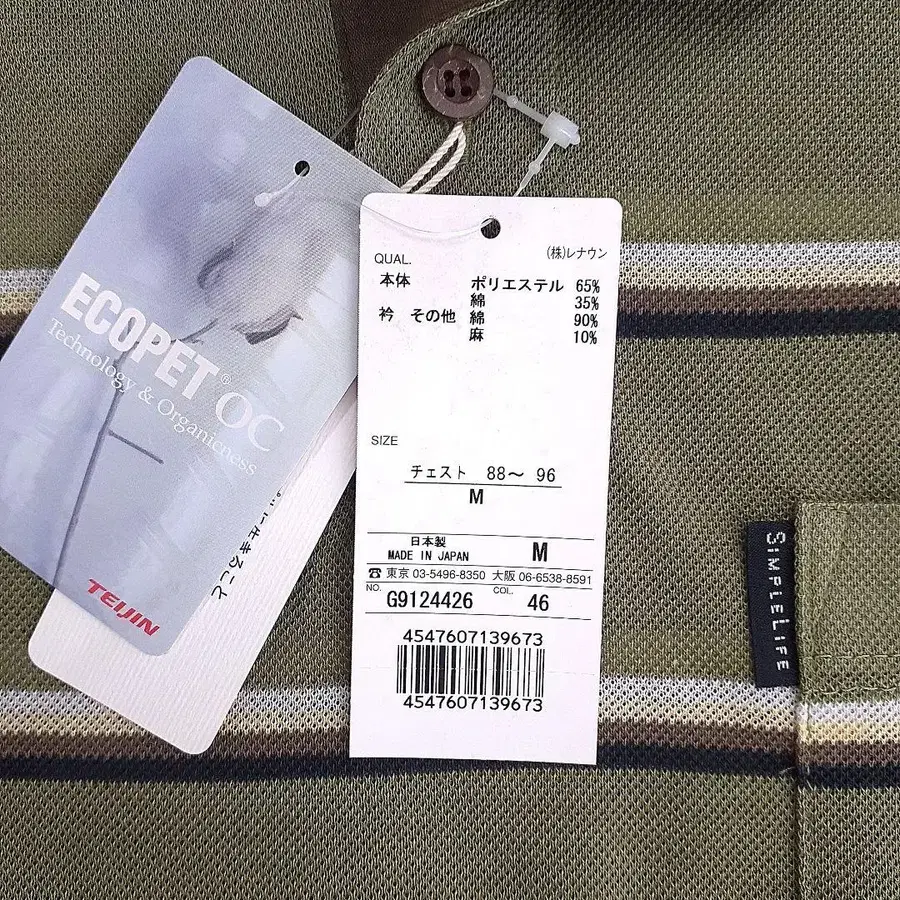 ECOPET® OC
Technology & Organicness
TEIJIN
QUAL.
(株)レナウン
本体 ポリエステル 65%
綿 35%
衿 その他 綿 90%
麻 10%
SIZE
チェスト 88~ 96
M
日本製
MADE IN JAPAN M
☎ 東京 03-5496-8350 大阪 06-6538-8591
NO. G9124426 COL. 46
4547607139673
4547607139673
SIMPLELIFE